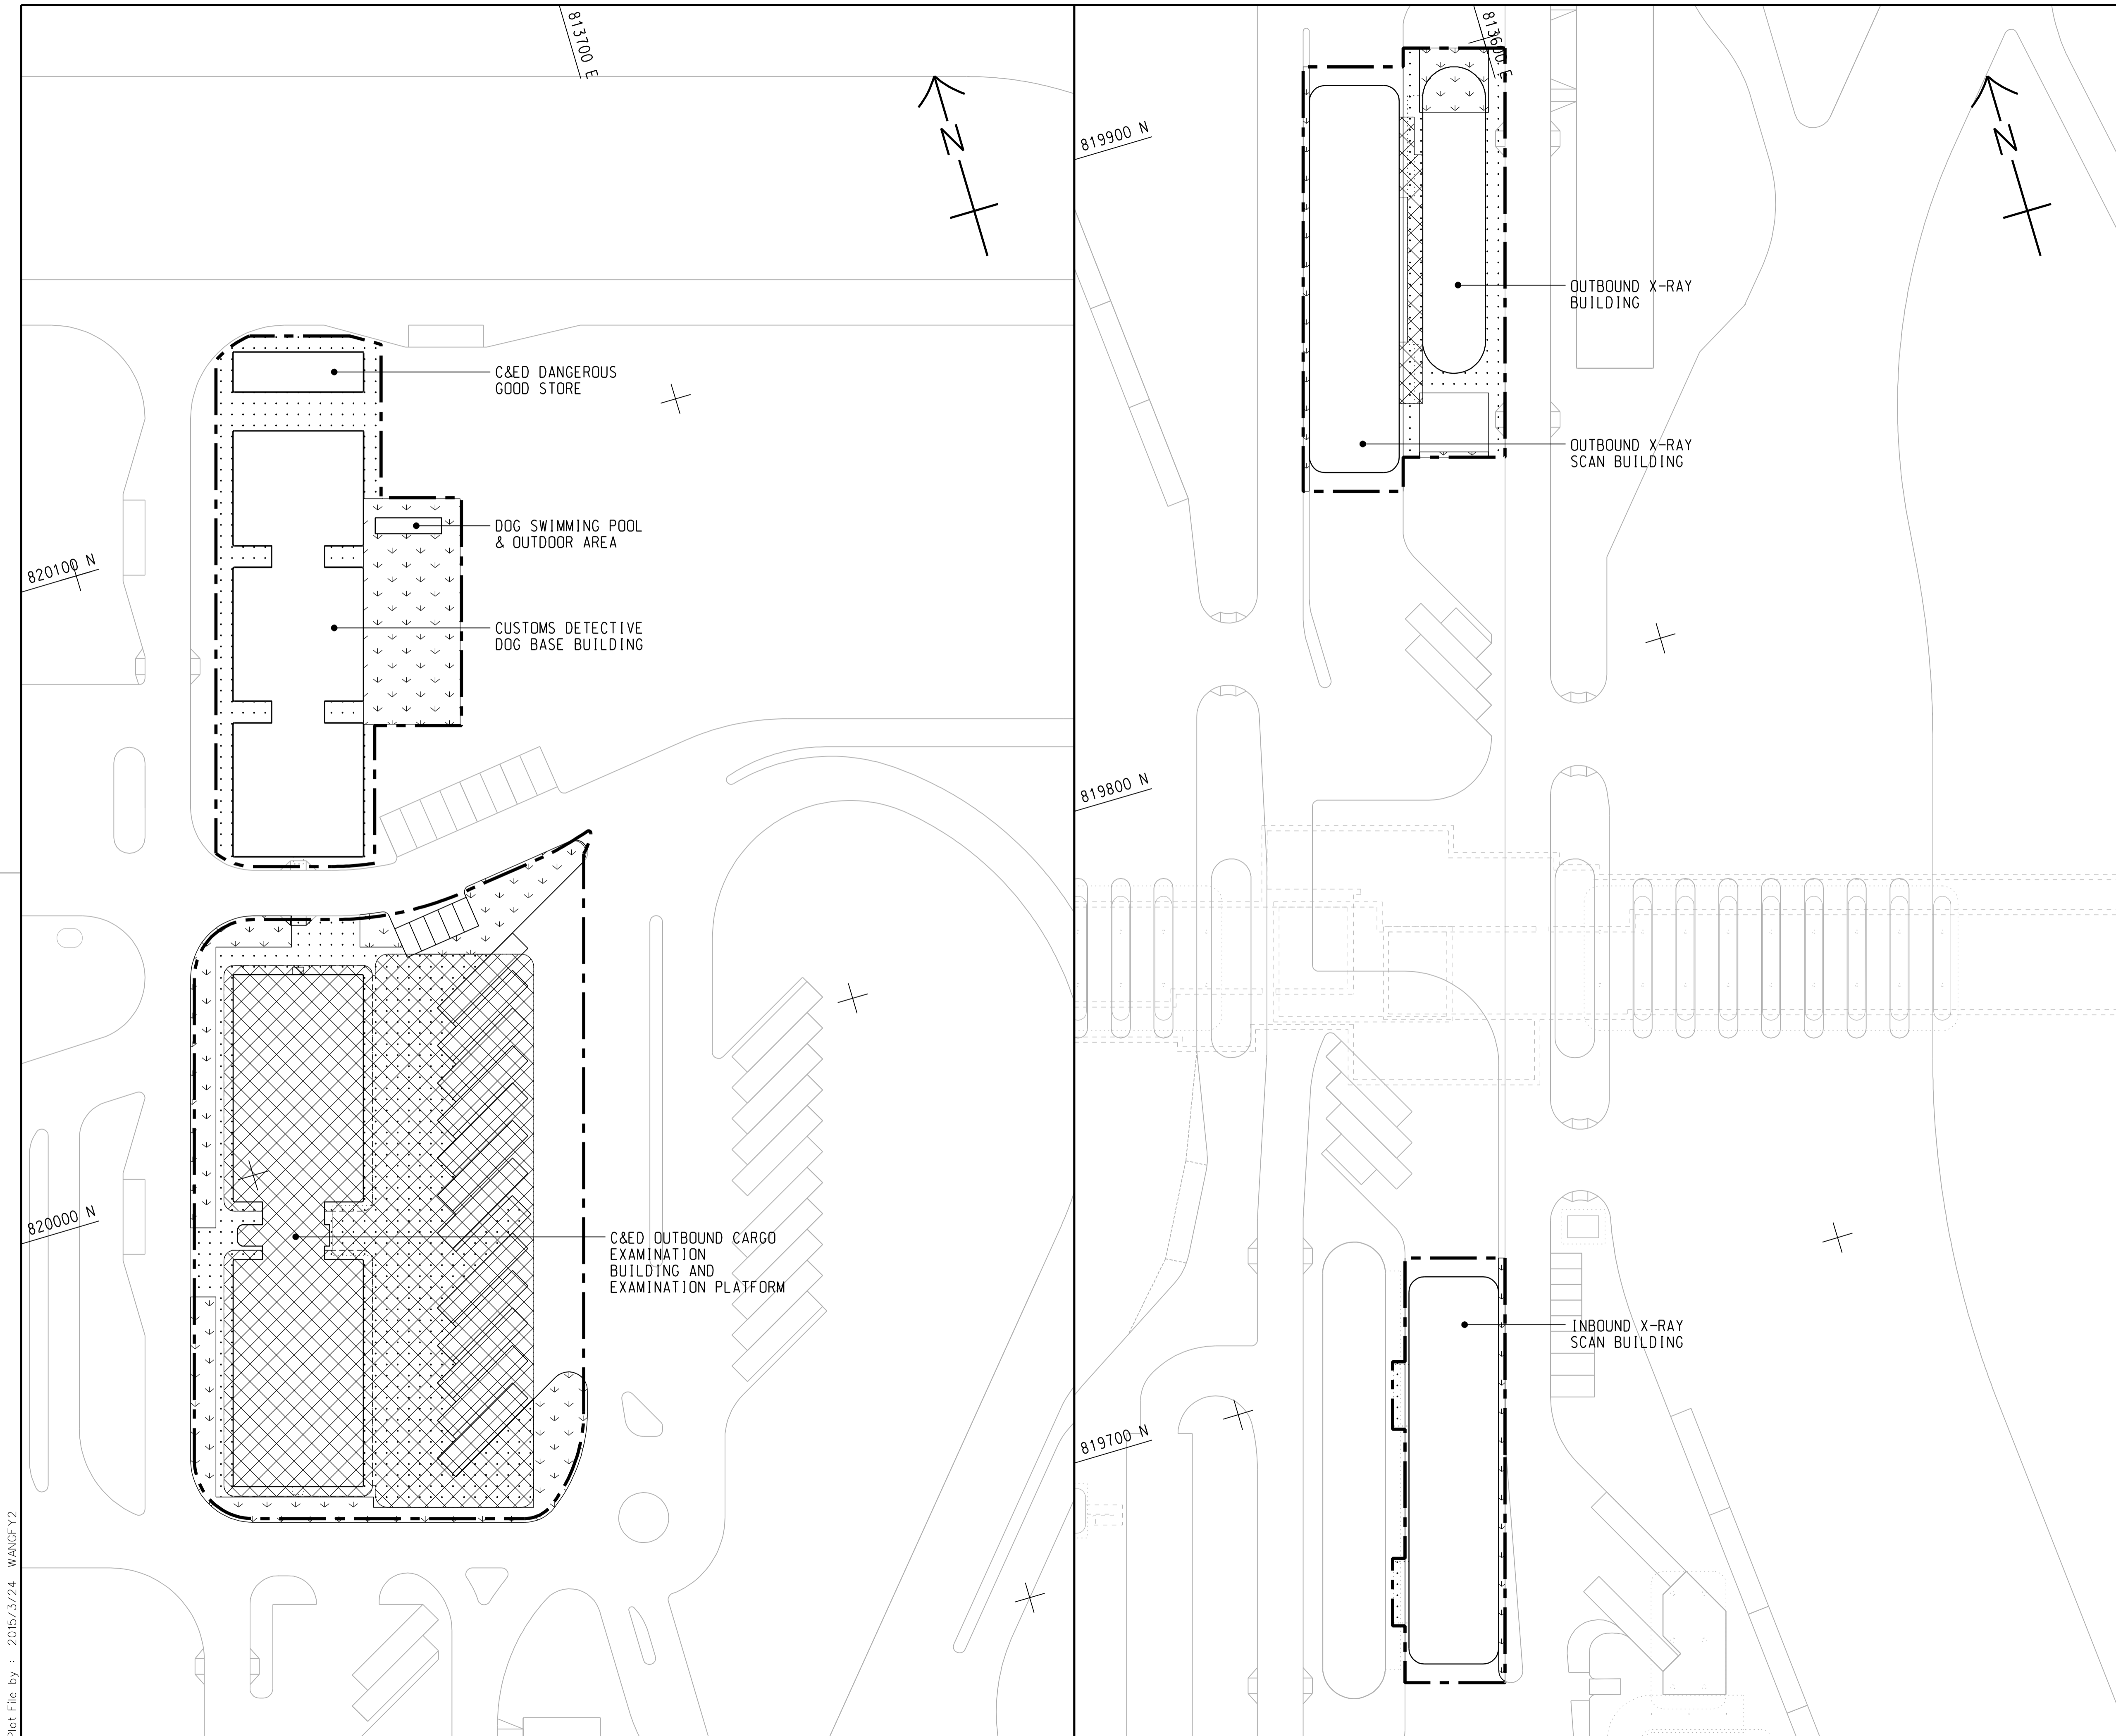 813700 E
N
C&ED DANGEROUS
GOOD STORE
DOG SWIMMING POOL
& OUTDOOR AREA
820100 N
CUSTOMS DETECTIVE
DOG BASE BUILDING
820000 N
C&ED OUTBOUND CARGO
EXAMINATION
BUILDING AND
EXAMINATION PLATFORM
Plot File by : 2015/3/24 WANGFY2
813600 E
N
819900 N
OUTBOUND X-RAY
BUILDING
OUTBOUND X-RAY
SCAN BUILDING
819800 N
INBOUND X-RAY
SCAN BUILDING
819700 N